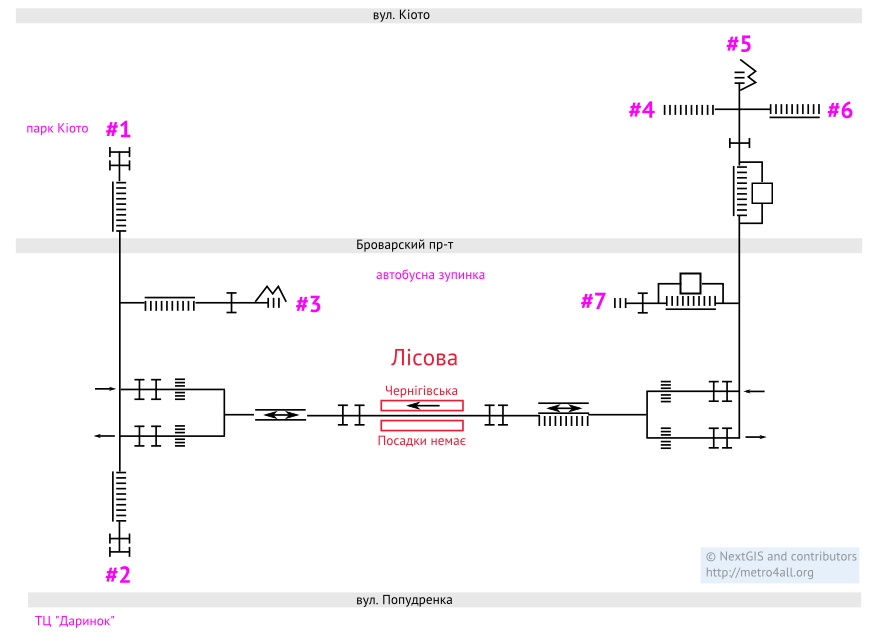 вул. Кіото
#5
#4
#6
парк Кіото
#1
Броварский пр-т
автобусна зупинка
#3
#7
Лісова
Чернігівська
Посадки немає
#2
© NextGIS and contributors
http://metro4all.org
вул. Попудренка
ТЦ "Даринок"